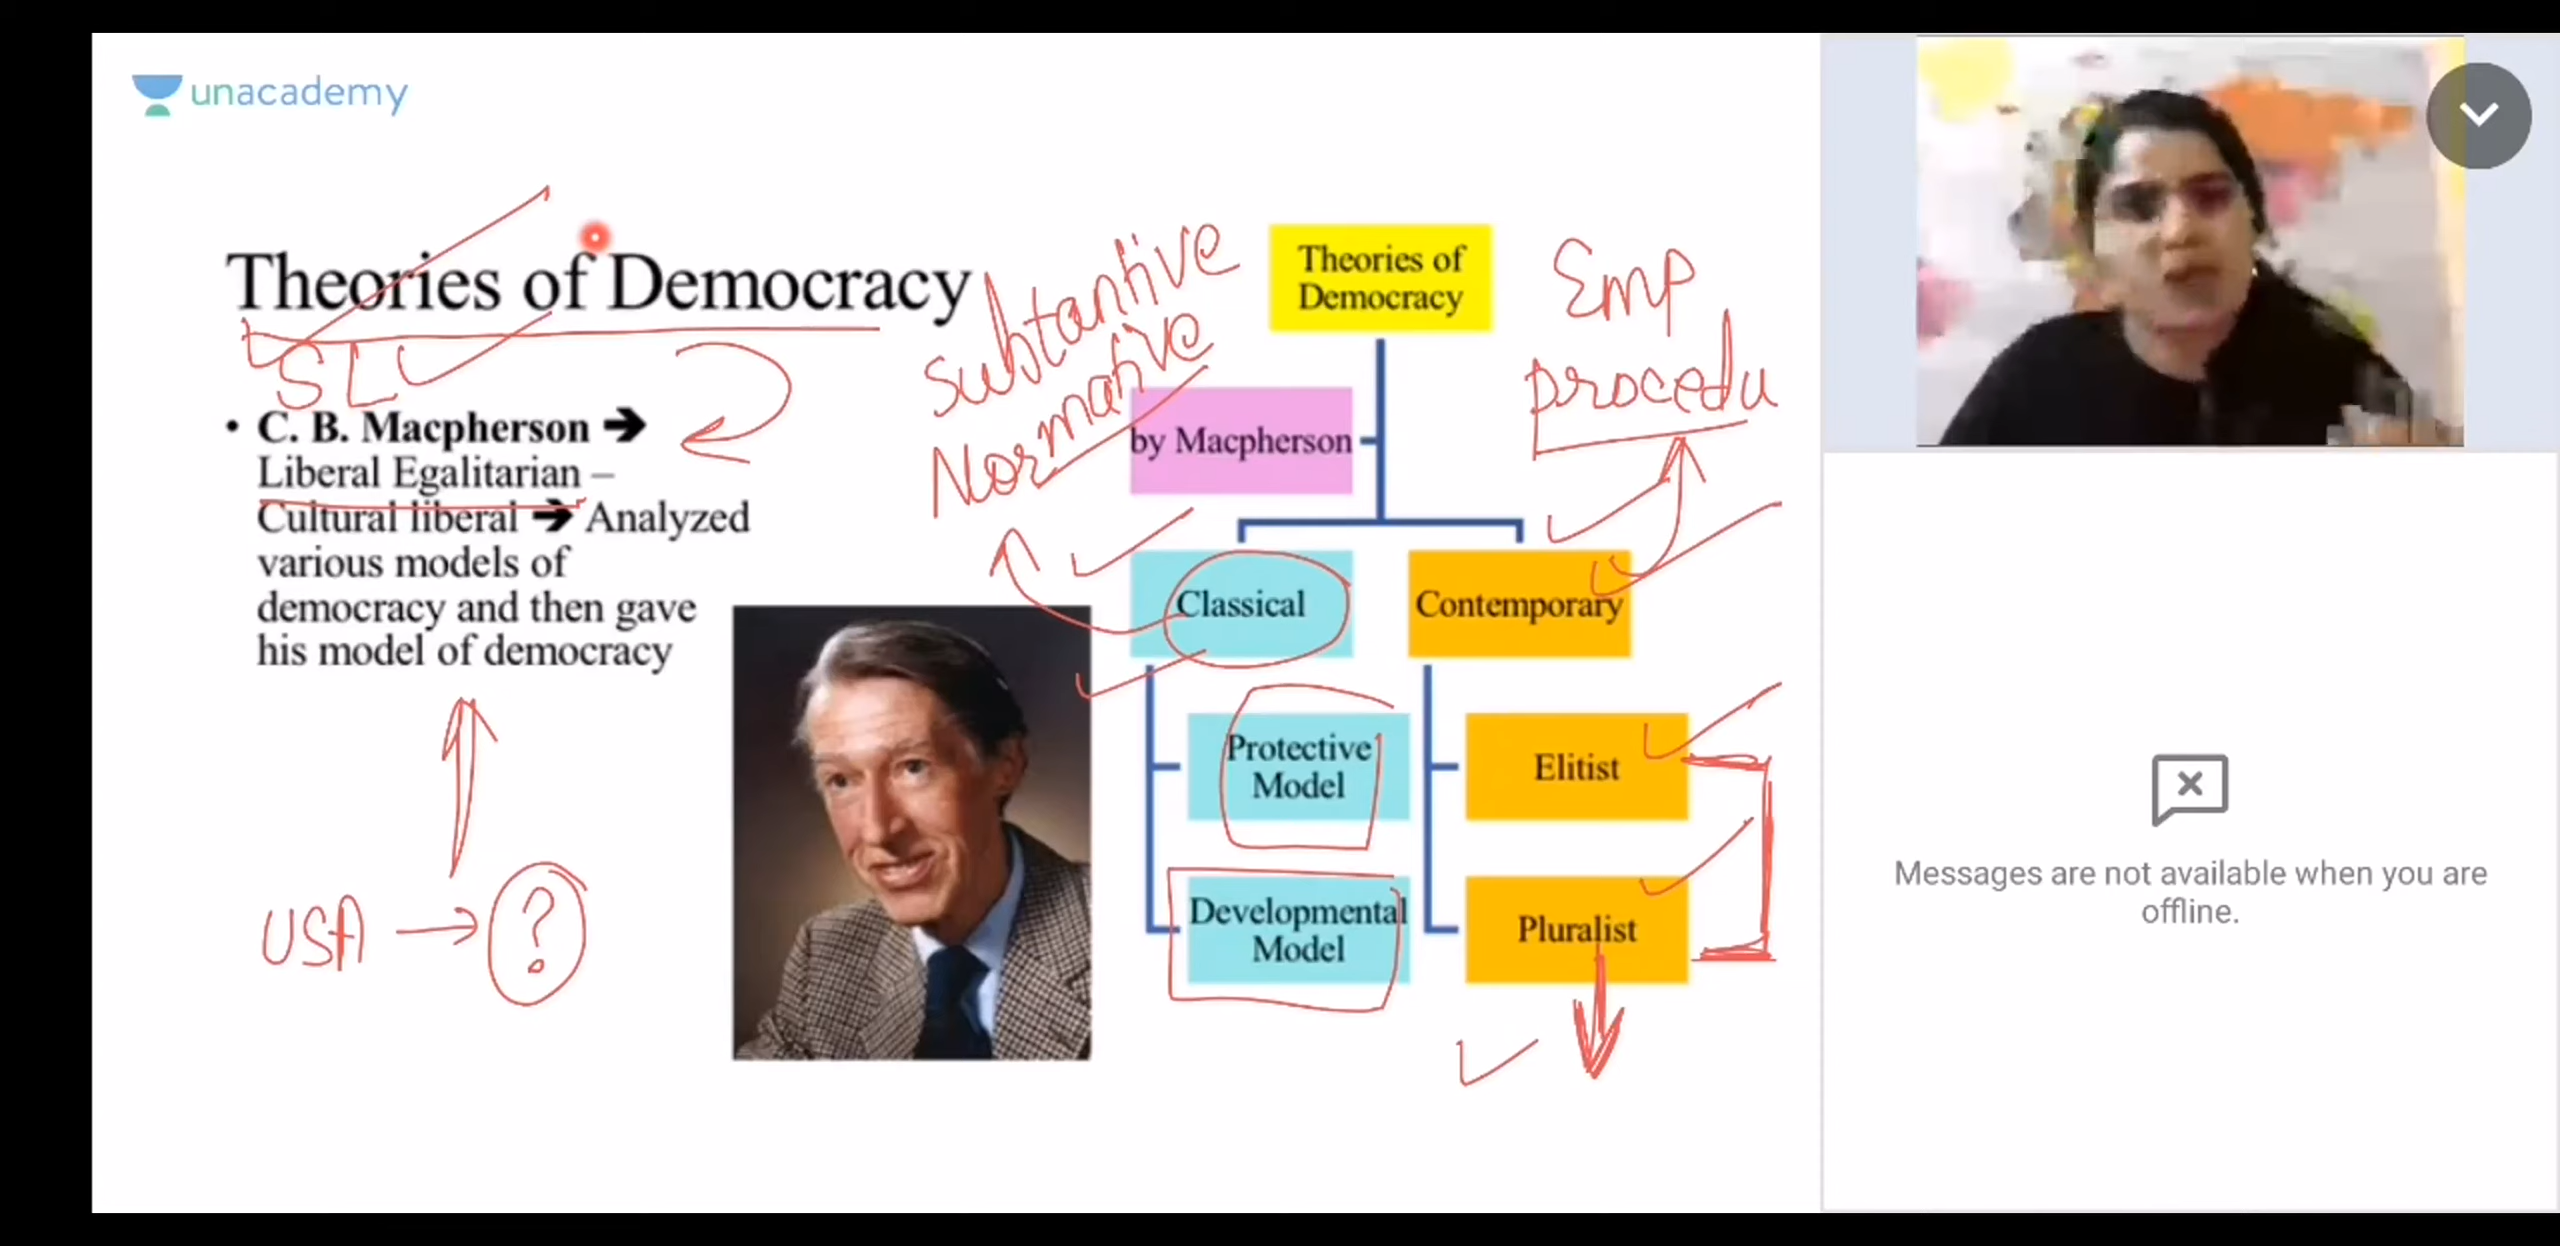 unacademy
Theories of Democracy
SL
• C. B. Macpherson ➔
Liberal Egalitarian –
Cultural liberal ➔ Analyzed
various models of
democracy and then gave
his model of democracy
USA → ?
Substantive
Normative
Theories of
Democracy
by Macpherson
Emp
procedu
Classical
Contemporary
Protective
Model
Developmental
Model
Elitist
Pluralist
Messages are not available when you are
offline.